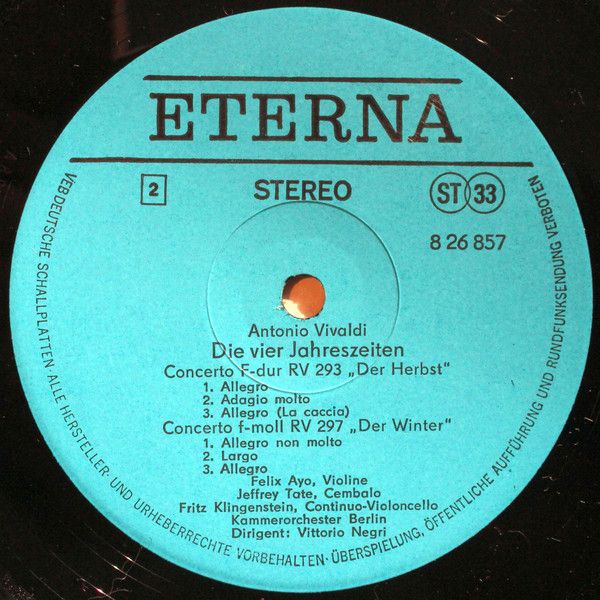 ETERNA
2 STEREO ST 33
8 26 857
Antonio Vivaldi
Die vier Jahreszeiten
Concerto F-dur RV 293 „Der Herbst"
1. Allegro
2. Adagio molto
3. Allegro (La caccia)
Concerto f-moll RV 297 „Der Winter"
1. Allegro non molto
2. Largo
3. Allegro
Felix Ayo, Violine
Jeffrey Tate, Cembalo
Fritz Klingenstein, Continuo-Violoncello
Kammerorchester Berlin
Dirigent: Vittorio Negri
VEB DEUTSCHE SCHALLPLATTEN · ALLE HERSTELLER- UND URHEBERRECHTE VORBEHALTEN · ÜBERSPIELUNG, ÖFFENTLICHE AUFFÜHRUNG UND RUNDFUNKSENDUNG VERBOTEN